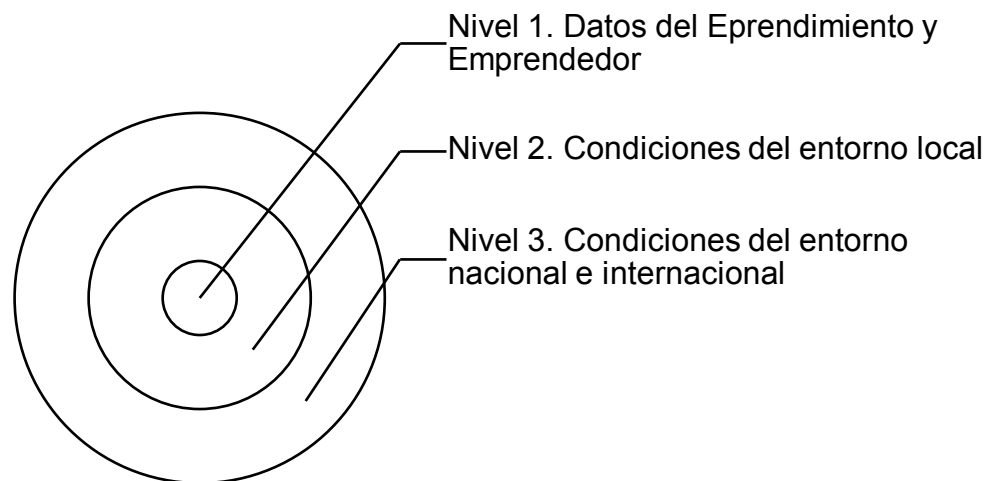 Nivel 1. Datos del Eprendimiento y
Emprendedor
Nivel 2. Condiciones del entorno local
Nivel 3. Condiciones del entorno
nacional e internacional